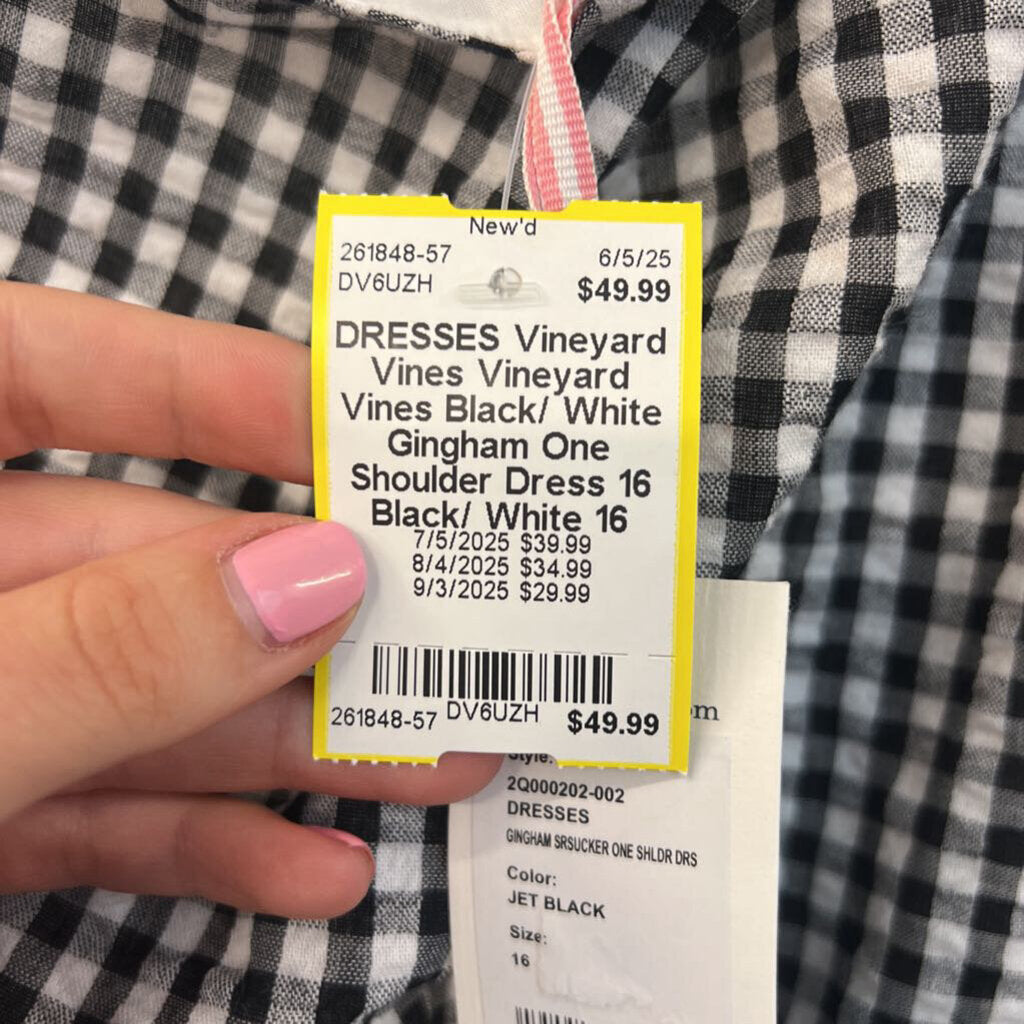 New'd
261848-57 6/5/25
DV6UZH $49.99
DRESSES Vineyard
Vines Vineyard
Vines Black/ White
Gingham One
Shoulder Dress 16
Black/ White 16
7/5/2025 $39.99
8/4/2025 $34.99
9/3/2025 $29.99
261848-57 DV6UZH $49.99
om
Style:
2Q000202-002
DRESSES
GINGHAM SRSUCKER ONE SHLDR DRS
Color:
JET BLACK
Size:
16